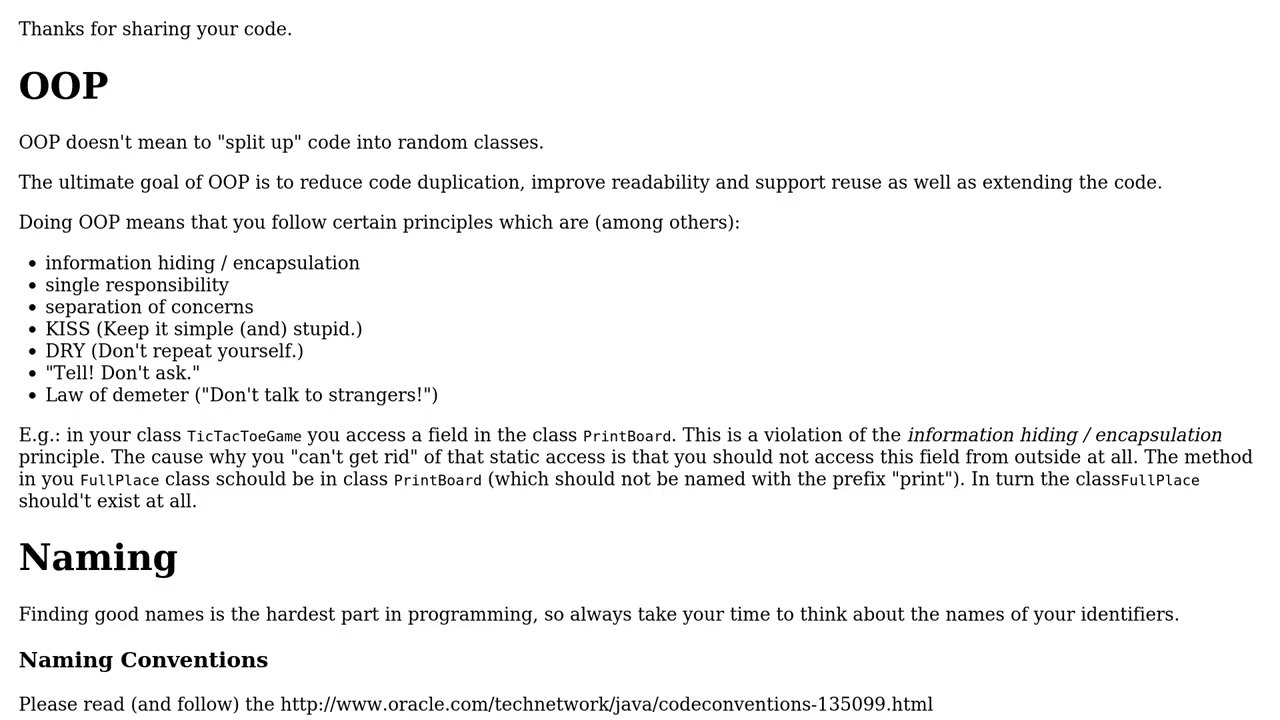 Thanks for sharing your code.
OOP
OOP doesn't mean to "split up" code into random classes.
The ultimate goal of OOP is to reduce code duplication, improve readability and support reuse as well as extending the code.
Doing OOP means that you follow certain principles which are (among others):
• information hiding / encapsulation
• single responsibility
• separation of concerns
• KISS (Keep it simple (and) stupid.)
• DRY (Don't repeat yourself.)
• "Tell! Don't ask."
• Law of demeter ("Don't talk to strangers!")
E.g.: in your class TicTacToeGame you access a field in the class PrintBoard. This is a violation of the information hiding / encapsulation
principle. The cause why you "can't get rid" of that static access is that you should not access this field from outside at all. The method
in you FullPlace class schould be in class PrintBoard (which should not be named with the prefix "print"). In turn the classFullPlace
should't exist at all.
Naming
Finding good names is the hardest part in programming, so always take your time to think about the names of your identifiers.
Naming Conventions
Please read (and follow) the http://www.oracle.com/technetwork/java/codeconventions-135099.html